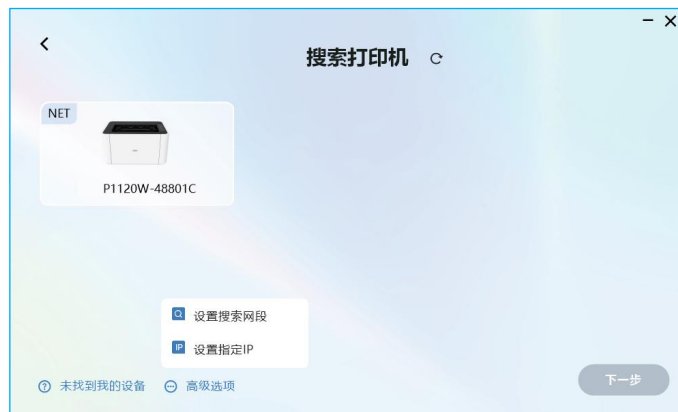 搜索打印机
NET
P1120W-48801C
设置搜索网段
IP 设置指定IP
未找到我的设备
高级选项
下一步